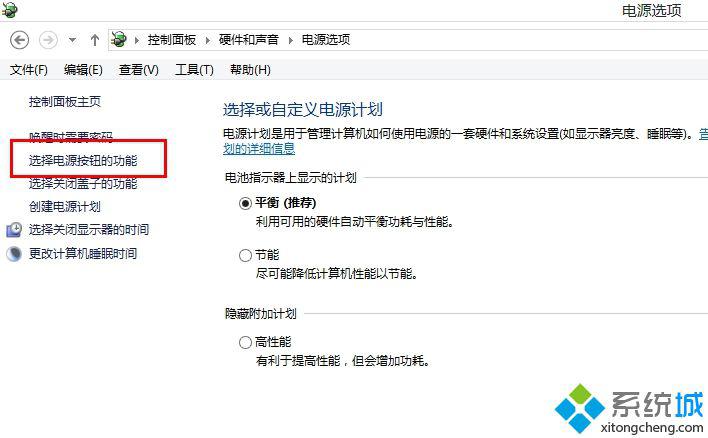 电源选项
控制面板 硬件和声音 电源选项
文件(F) 编辑(E) 查看(V) 工具(T) 帮助(H)
控制面板主页
唤醒时需要密码
选择电源按钮的功能
选择关闭盖子的功能
创建电源计划
选择关闭显示器的时间
更改计算机睡眠时间
选择或自定义电源计划
电源计划是用于管理计算机如何使用电源的一套硬件和系统设置(如显示器亮度、睡眠等)。
划的详细信息
电池指示器上显示的计划
平衡 (推荐)
利用可用的硬件自动平衡功耗与性能。
节能
尽可能降低计算机性能以节能。
隐藏附加计划
高性能
有利于提高性能，但会增加功耗。
系统城
xitongcheng.com